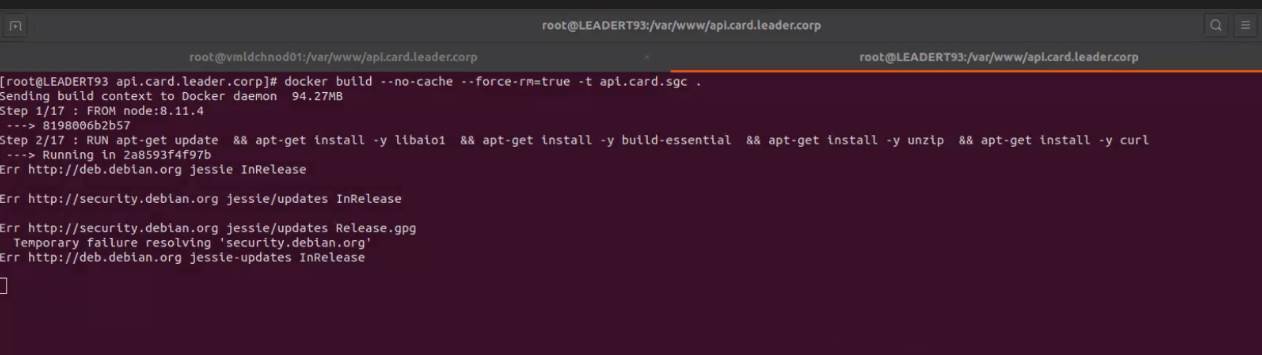 root@LEADERT93:/var/www/api.card.leader.corp
root@vmldchnod01:/var/www/api.card.leader.corp
root@LEADERT93:/var/www/api.card.leader.corp
[root@LEADERT93 api.card.leader.corp]# docker build --no-cache --force-rm=true -t api.card.sgc .
Sending build context to Docker daemon  94.27MB
Step 1/17 : FROM node:8.11.4
 ---> 8198006b2b57
Step 2/17 : RUN apt-get update  && apt-get install -y libaio1  && apt-get install -y build-essential  && apt-get install -y unzip  && apt-get install -y curl
 ---> Running in 2a8593f4f97b
Err http://deb.debian.org jessie InRelease
Err http://security.debian.org jessie/updates InRelease
Err http://security.debian.org jessie/updates Release.gpg
  Temporary failure resolving 'security.debian.org'
Err http://deb.debian.org jessie-updates InRelease